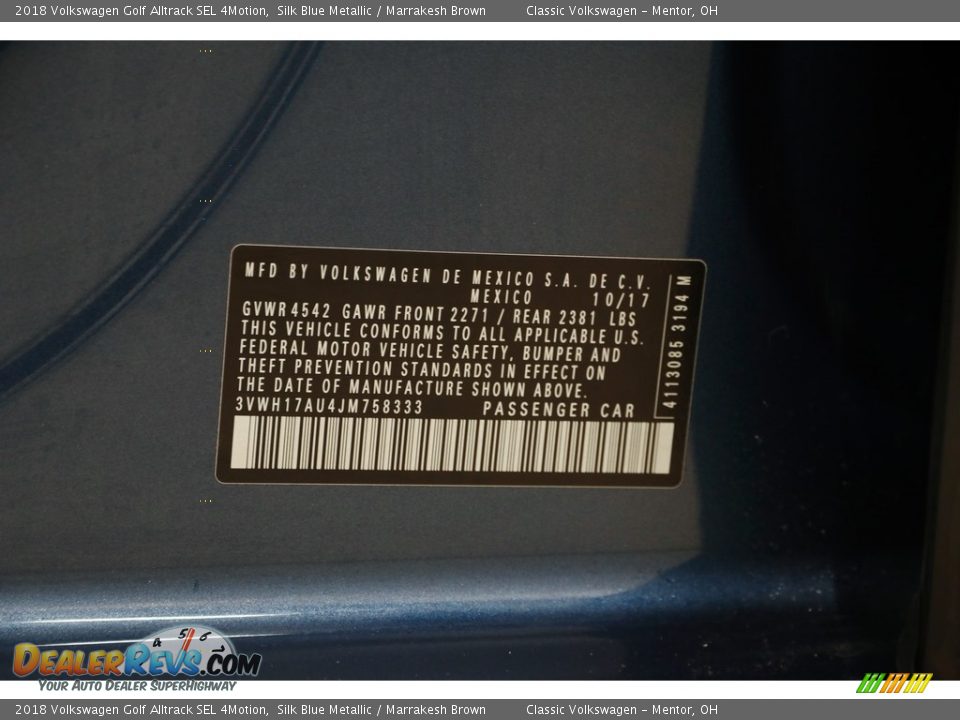 2018 Volkswagen Golf Alltrack SEL 4Motion, Silk Blue Metallic / Marrakesh Brown Classic Volkswagen - Mentor, OH
MFD BY VOLKSWAGEN DE MEXICO S.A. DE C.V.
MEXICO 10/17
GVWR 4542 GAWR FRONT 2271 / REAR 2381 LBS
THIS VEHICLE CONFORMS TO ALL APPLICABLE U.S.
FEDERAL MOTOR VEHICLE SAFETY, BUMPER AND
THEFT PREVENTION STANDARDS IN EFFECT ON
THE DATE OF MANUFACTURE SHOWN ABOVE.
3VWH17AU4JM758333 PASSENGER CAR
4113085 3194 M
4 5 6
DEALERREVS.COM
YOUR AUTO DEALER SUPERHIGHWAY
2018 Volkswagen Golf Alltrack SEL 4Motion, Silk Blue Metallic / Marrakesh Brown Classic Volkswagen - Mentor, OH